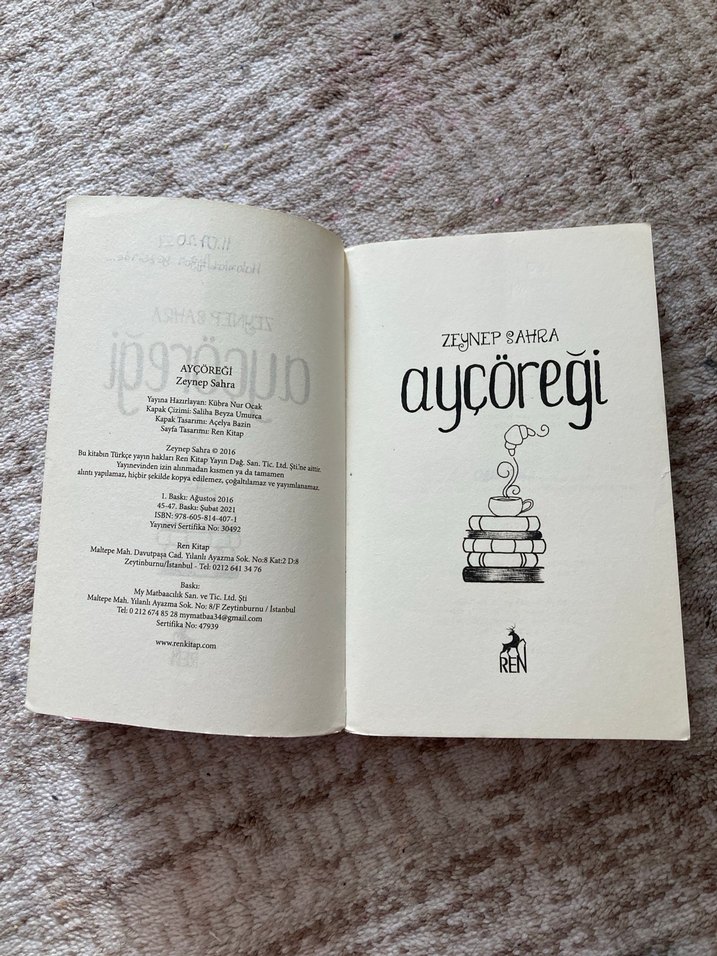 AYÇÖREĞİ
Zeynep Sahra
Yayına Hazırlayan: Kübra Nur Ocak
Kapak Çizimi: Saliha Beyza Umurca
Kapak Tasarımı: Açelya Bazin
Sayfa Tasarımı: Ren Kitap
Zeynep Sahra © 2016
Bu kitabın Türkçe yayın hakları Ren Kitap Yayın Dağ. San. Tic. Ltd. Şti.'ne aittir.
Yayınevinden izin alınmadan kısmen ya da tamamen
alıntı yapılamaz, hiçbir şekilde kopya edilemez, çoğaltılamaz ve yayımlanamaz.
1. Baskı: Ağustos 2016
45-47. Baskı: Şubat 2021
ISBN: 978-605-814-407-1
Yayınevi Sertifika No: 30492
Ren Kitap
Maltepe Mah. Davutpaşa Cad. Yılanlı Ayazma Sok. No:8 Kat:2 D:8
Zeytinburnu/İstanbul - Tel: 0212 641 34 76
Baskı:
My Matbaacılık San. ve Tic. Ltd. Şti
Maltepe Mah. Yılanlı Ayazma Sok. No: 8/F Zeytinburnu / İstanbul
Tel: 0 212 674 85 28 mymatbaa34@gmail.com
Sertifika No: 47939
www.renkitap.com
ZEYNEP SAHRA
ayçöreği
REN